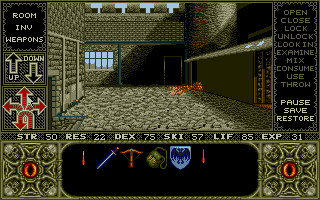 ROOM
INV
WEAPONS
UP
DOWN
OPEN
CLOSE
LOCK
UNLOCK
LOOK IN
EXAMINE
MIX
CONSUME
USE
THROW
PAUSE
SAVE
RESTORE
STR 50 RES 22 DEX 75 SKI 57 LIF 85 EXP 31